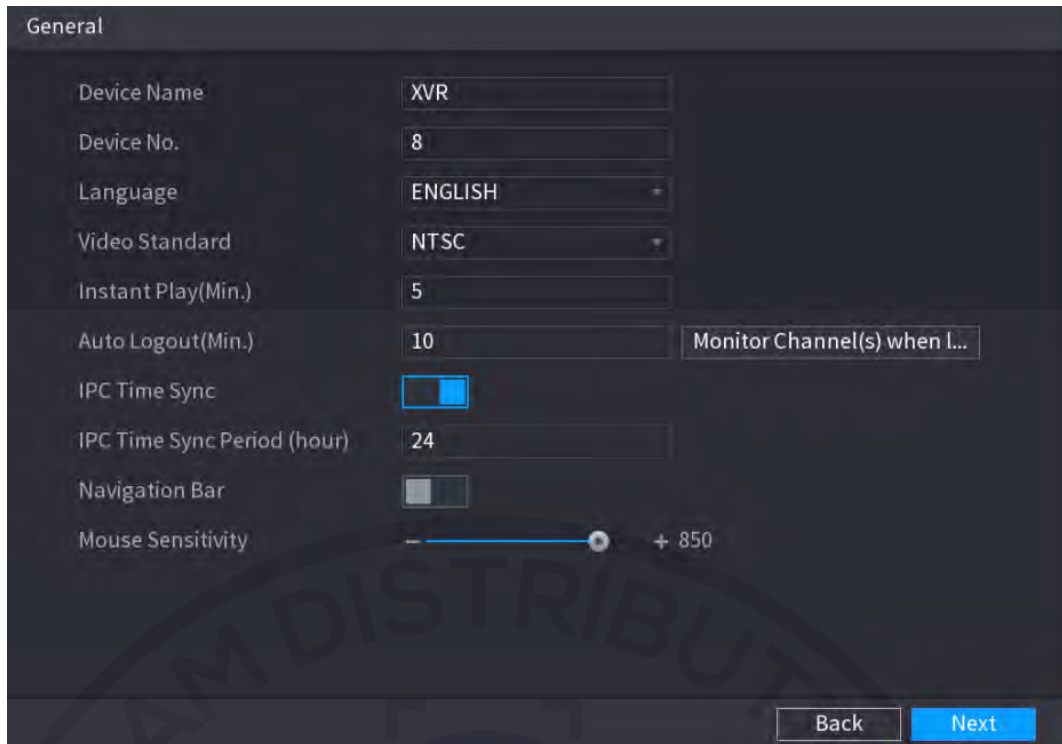 General
Device Name XVR
Device No. 8
Language ENGLISH
Video Standard NTSC
Instant Play(Min.) 5
Auto Logout(Min.) 10 Monitor Channel(s) when l...
IPC Time Sync
IPC Time Sync Period (hour) 24
Navigation Bar
Mouse Sensitivity − + 850
AM DISTRIBUT
Back Next